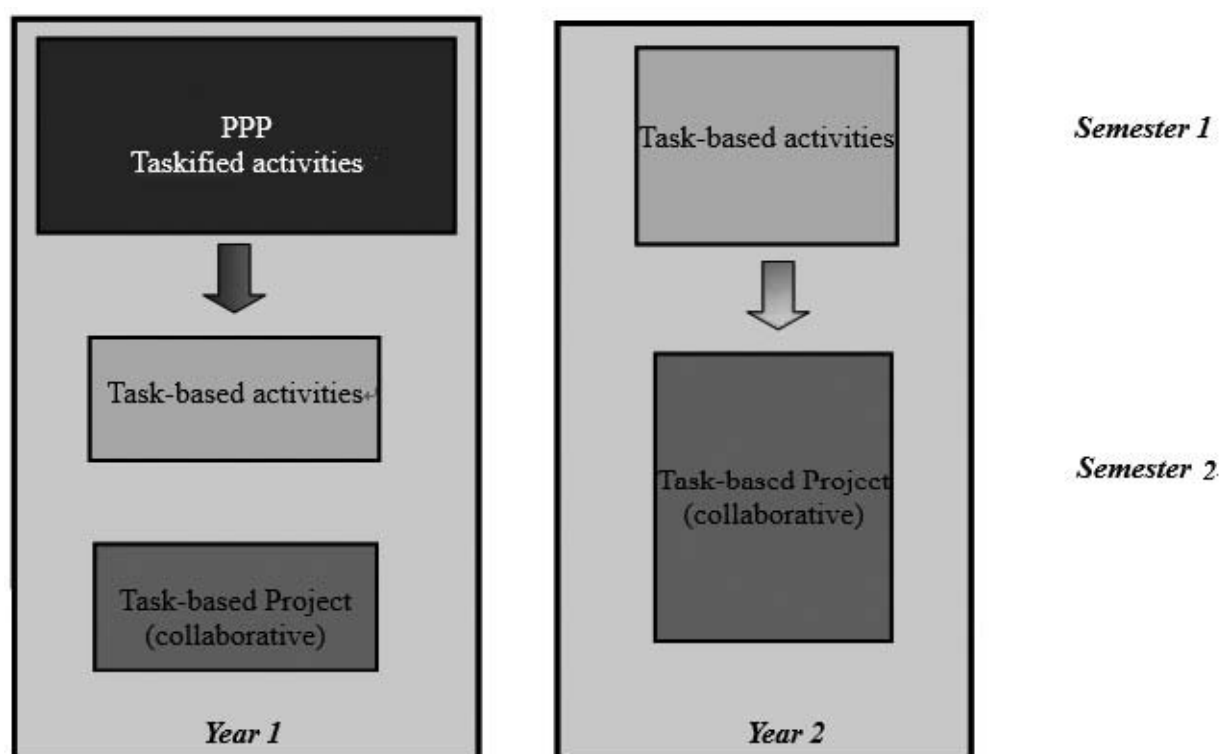 PPP
Taskified activities
Task-based activities
Task-based Project
(collaborative)
Year 1
Task-based activities
Task-based Project
(collaborative)
Year 2
Semester 1
Semester 2